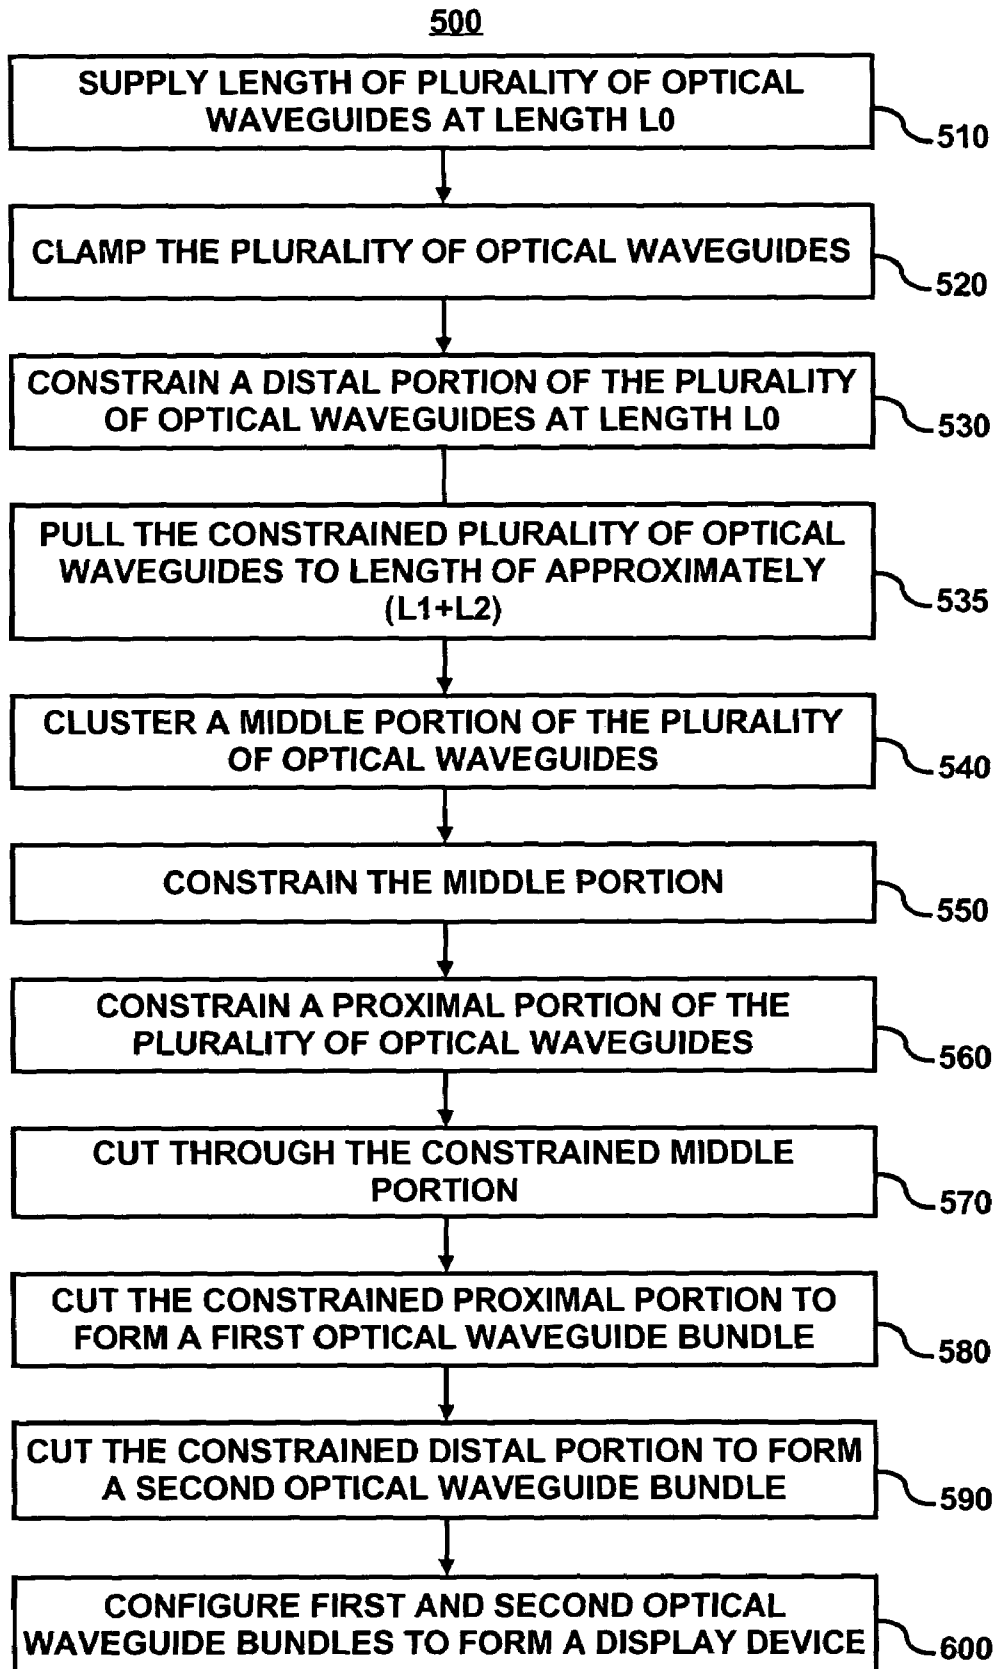 500
SUPPLY LENGTH OF PLURALITY OF OPTICAL
WAVEGUIDES AT LENGTH L0
510
CLAMP THE PLURALITY OF OPTICAL WAVEGUIDES
520
CONSTRAIN A DISTAL PORTION OF THE PLURALITY
OF OPTICAL WAVEGUIDES AT LENGTH L0
530
PULL THE CONSTRAINED PLURALITY OF OPTICAL
WAVEGUIDES TO LENGTH OF APPROXIMATELY
(L1+L2)
535
CLUSTER A MIDDLE PORTION OF THE PLURALITY
OF OPTICAL WAVEGUIDES
540
CONSTRAIN THE MIDDLE PORTION
550
CONSTRAIN A PROXIMAL PORTION OF THE
PLURALITY OF OPTICAL WAVEGUIDES
560
CUT THROUGH THE CONSTRAINED MIDDLE
PORTION
570
CUT THE CONSTRAINED PROXIMAL PORTION TO
FORM A FIRST OPTICAL WAVEGUIDE BUNDLE
580
CUT THE CONSTRAINED DISTAL PORTION TO FORM
A SECOND OPTICAL WAVEGUIDE BUNDLE
590
CONFIGURE FIRST AND SECOND OPTICAL
WAVEGUIDE BUNDLES TO FORM A DISPLAY DEVICE
600